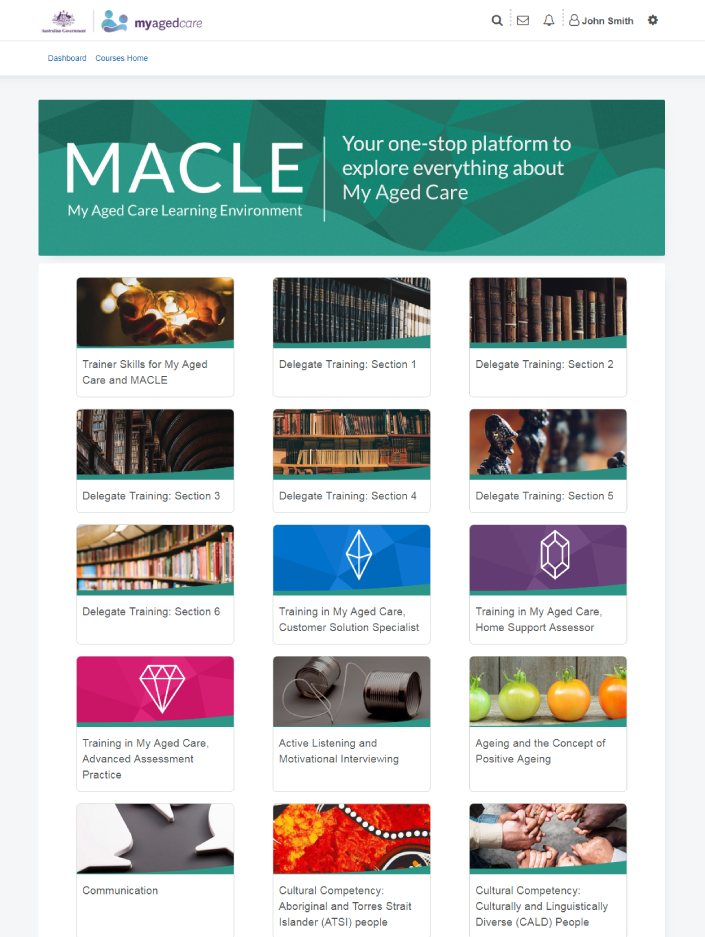 Australian Government
myagedcare
John Smith
Dashboard Courses Home
MACLE
My Aged Care Learning Environment
Your one-stop platform to
explore everything about
My Aged Care
Trainer Skills for My Aged
Care and MACLE
Delegate Training: Section 1
Delegate Training: Section 2
Delegate Training: Section 3
Delegate Training: Section 4
Delegate Training: Section 5
Delegate Training: Section 6
Training in My Aged Care,
Customer Solution Specialist
Training in My Aged Care,
Home Support Assessor
Training in My Aged Care,
Advanced Assessment
Practice
Active Listening and
Motivational Interviewing
Ageing and the Concept of
Positive Ageing
Communication
Cultural Competency:
Aboriginal and Torres Strait
Islander (ATSI) people
Cultural Competency:
Culturally and Linguistically
Diverse (CALD) People